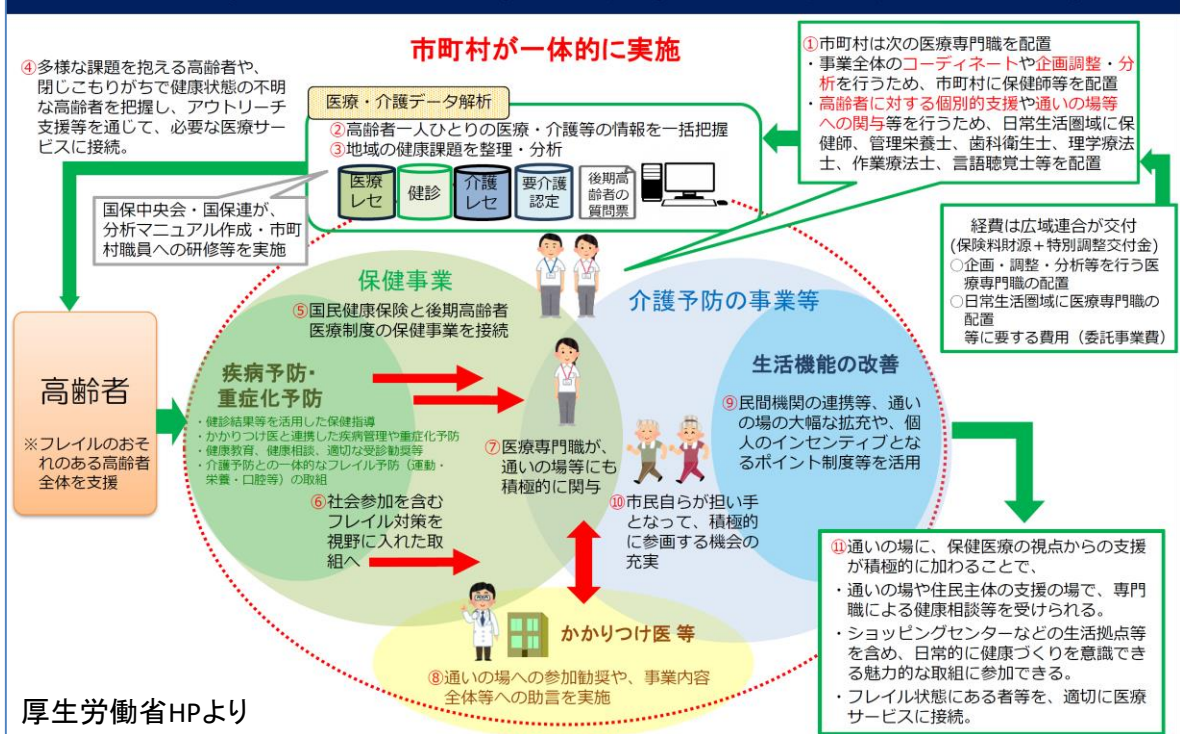 市町村が一体的に実施
①市町村は次の医療専門職を配置
・事業全体のコーディネートや企画調整・分
析を行うため、市町村に保健師等を配置
・高齢者に対する個別的支援や通いの場等
への関与等を行うため、日常生活圏域に保
健師、管理栄養士、歯科衛生士、理学療法
士、作業療法士、言語聴覚士等を配置
④多様な課題を抱える高齢者や、
閉じこもりがちで健康状態の不明
な高齢者を把握し、アウトリーチ
支援等を通じて、必要な医療サー
ビスに接続。
医療・介護データ解析
②高齢者一人ひとりの医療・介護等の情報を一括把握
③地域の健康課題を整理・分析
医療
レセ
健診
介護
レセ
要介護
認定
後期高
齢者の
質問票
国保中央会・国保連が、
分析マニュアル作成・市町
村職員への研修等を実施
経費は広域連合が交付
(保険料財源＋特別調整交付金)
○企画・調整・分析等を行う医
療専門職の配置
○日常生活圏域に医療専門職の
配置
等に要する費用（委託事業費）
保健事業
⑤国民健康保険と後期高齢者
医療制度の保健事業を接続
介護予防の事業等
高齢者
※フレイルのおそ
れのある高齢者
全体を支援
疾病予防・
重症化予防
・健診結果等を活用した保健指導
・かかりつけ医と連携した疾病管理や重症化予防
・健康教育、健康相談、適切な受診勧奨等
・介護予防との一体的なフレイル予防（運動・
栄養・口腔等）の取組
生活機能の改善
⑨民間機関の連携等、通い
の場の大幅な拡充や、個
人のインセンティブとな
るポイント制度等を活用
⑦医療専門職が、
通いの場等にも
積極的に関与
⑥社会参加を含む
フレイル対策を
視野に入れた取
組へ
⑩市民自らが担い手
となって、積極的
に参画する機会の
充実
かかりつけ医 等
⑧通いの場への参加勧奨や、事業内容
全体等への助言を実施
⑪通いの場に、保健医療の視点からの支援
が積極的に加わることで、
・通いの場や住民主体の支援の場で、専門
職による健康相談等を受けられる。
・ショッピングセンターなどの生活拠点等
を含め、日常的に健康づくりを意識でき
る魅力的な取組に参加できる。
・フレイル状態にある者等を、適切に医療
サービスに接続。
厚生労働省HPより